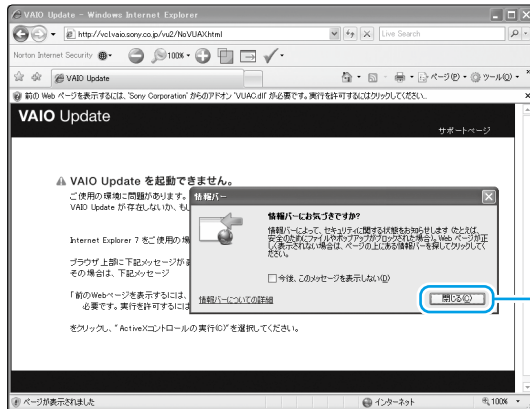 VAIO Update - Windows Internet Explorer
http://vcl.vaio.sony.co.jp/vu2/NoVUAX.html
Live Search
Norton Internet Security
100%
VAIO Update
ページ(P)
ツール(O)
前の Web ページを表示するには、'Sony Corporation' からのアドオン 'VUAC.dll' が必要です。実行を許可するにはクリックしてください...
VAIO Update
サポートページ
VAIO Update を起動できません。
ご使用の環境に問題があります。
VAIO Update が存在しないか、も
Internet Explorer 7 をご使用の場
ブラウザ上部に下記メッセージが
その場合は、下記メッセージ
「前のWebページを表示するには、
必要です。実行を許可するには
をクリックし、"ActiveXコントロールの実行(C)"を選択してください。
情報バー
情報バーにお気づきですか?
情報バーによって、セキュリティに関する状態をお知らせします (たとえば、
安全のためにファイルやポップアップがブロックされた場合)。Web ページが正
しく表示されない場合は、ページの上にある情報バーを探してクリックしてく
ださい。
今後、このメッセージを表示しない(D)
情報バーについての詳細
閉じる(C)
ページが表示されました
インターネット
100%